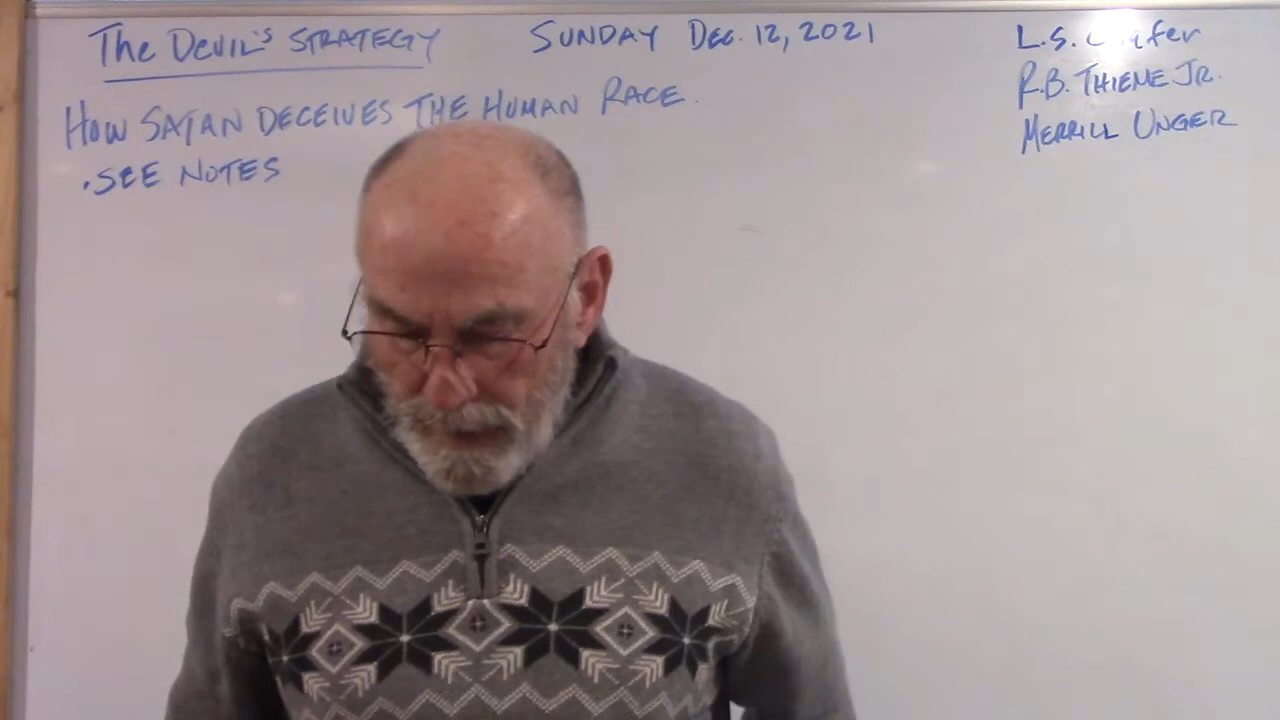 The Devil's Strategy Sunday Dec. 12, 2021
How Satan Deceives The Human Race.
• See Notes
L.S.
R.B. Thieme Jr.
Merrill Unger